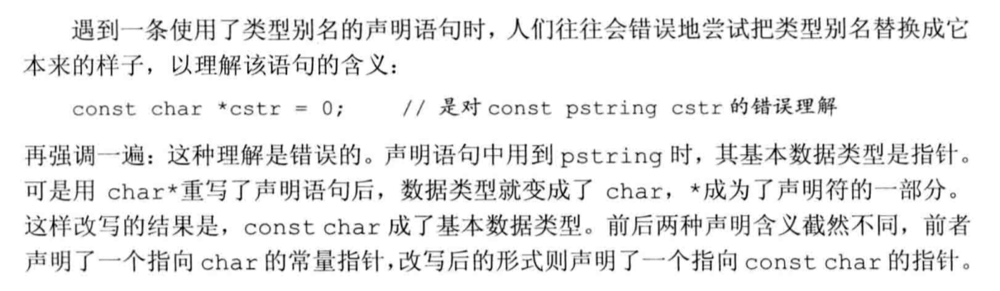 遇到一条使用了类型别名的声明语句时，人们往往会错误地尝试把类型别名替换成它
本来的样子，以理解该语句的含义：
const char *cstr = 0;    // 是对 const pstring cstr 的错误理解
再强调一遍：这种理解是错误的。声明语句中用到 pstring 时，其基本数据类型是指针。
可是用 char*重写了声明语句后，数据类型就变成了 char，*成为了声明符的一部分。
这样改写的结果是，const char 成了基本数据类型。前后两种声明含义截然不同，前者
声明了一个指向 char 的常量指针，改写后的形式则声明了一个指向 const char 的指针。